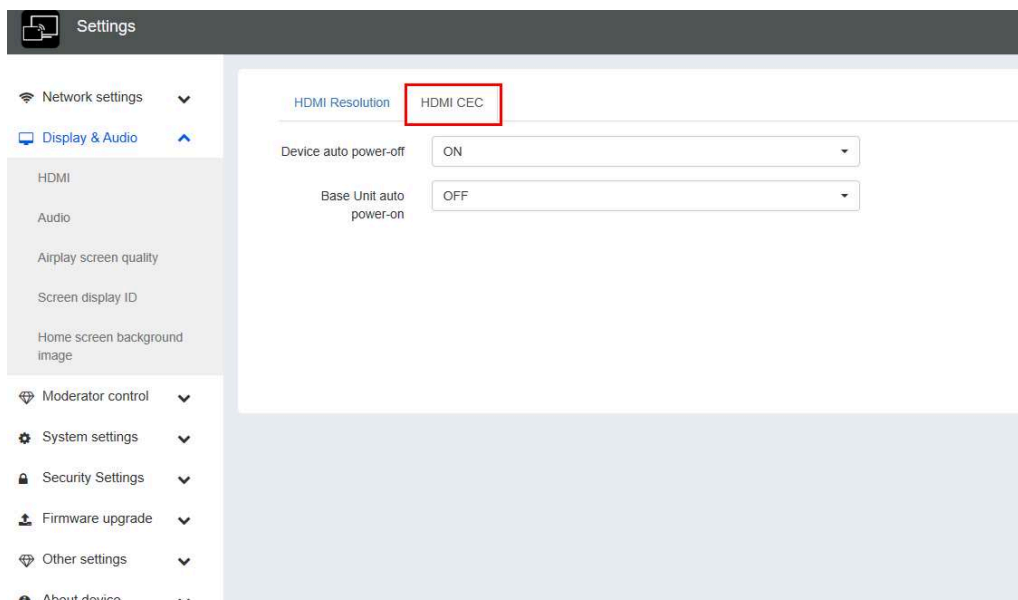 Settings
Network settings
Display & Audio
HDMI
Audio
Airplay screen quality
Screen display ID
Home screen background
image
Moderator control
System settings
Security Settings
Firmware upgrade
Other settings
About device
HDMI Resolution
HDMI CEC
Device auto power-off
ON
Base Unit auto
power-on
OFF